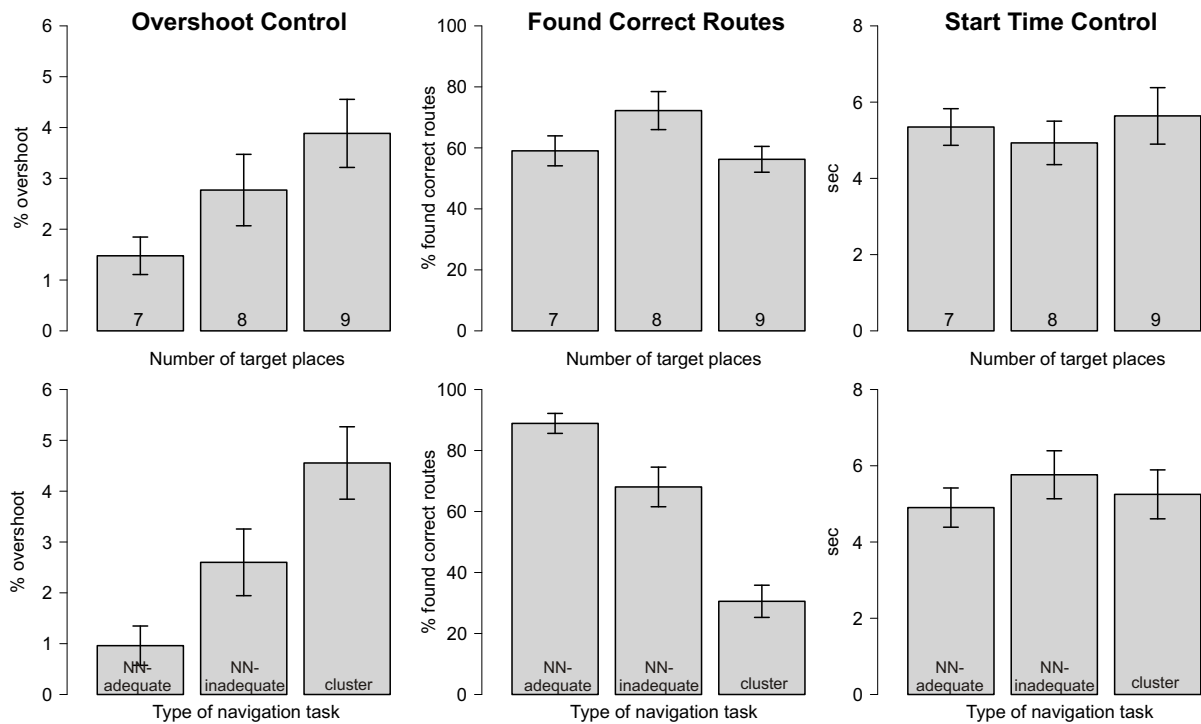 Overshoot Control
6
5
4
3
2
1
0
% overshoot
7
8
9
Number of target places
Found Correct Routes
100
80
60
40
20
0
% found correct routes
7
8
9
Number of target places
Start Time Control
8
6
4
2
0
sec
7
8
9
Number of target places
6
5
4
3
2
1
0
% overshoot
NN-
adequate
NN-
inadequate
cluster
Type of navigation task
100
80
60
40
20
0
% found correct routes
NN-
adequate
NN-
inadequate
cluster
Type of navigation task
8
6
4
2
0
sec
NN-
adequate
NN-
inadequate
cluster
Type of navigation task